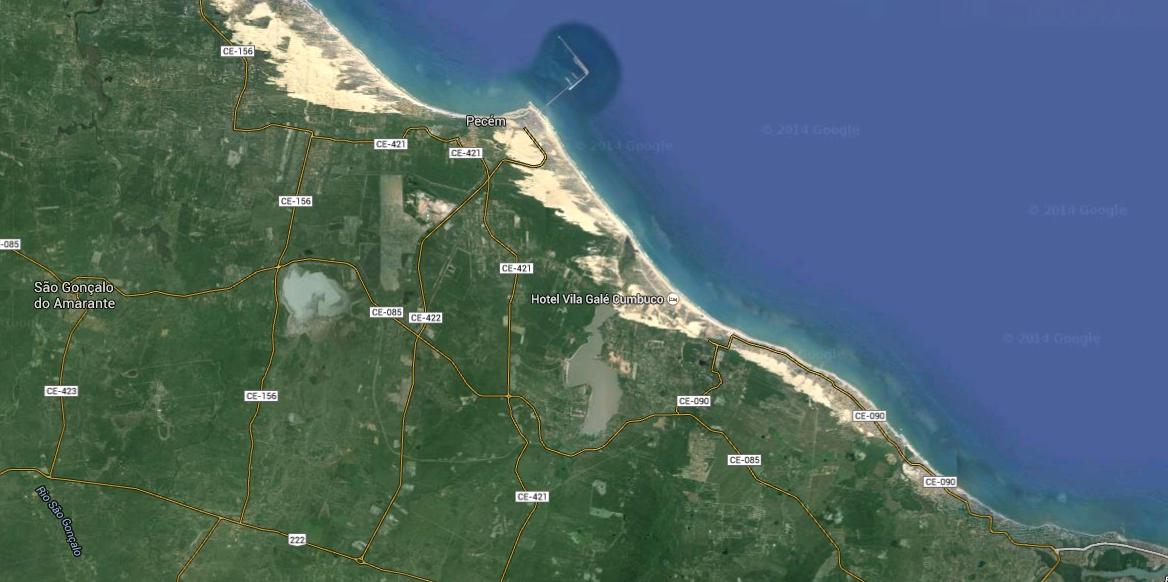 CE-156
© 2014 Google
Pecém
CE-421
© 2014 Google
CE-421
CE-156
© 2014 Google
-085
CE-421
São Gonçalo
do Amarante
Hotel Vila Galé Cumbuco
CE-085
CE-422
© 2014 Google
CE-423
CE-156
CE-090
CE-090
CE-085
CE-090
CE-421
Rio São Gonçalo
222